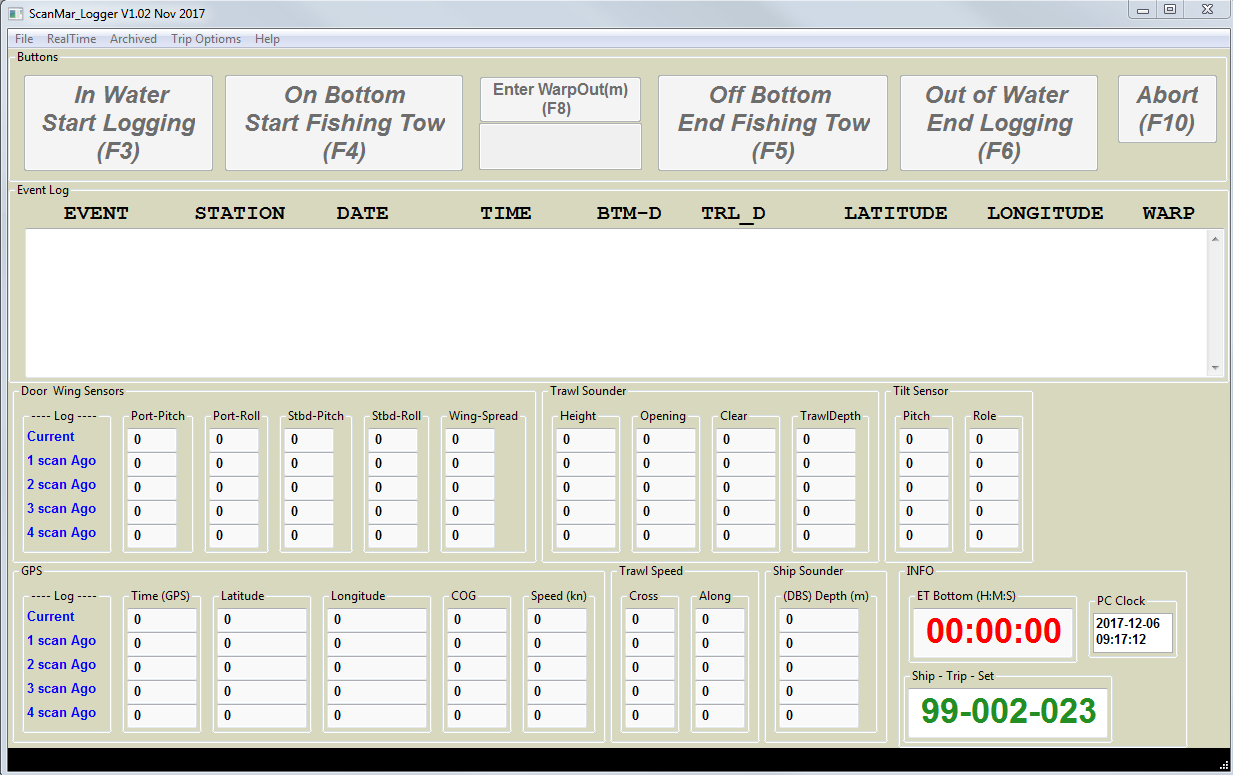 ScanMar_Logger V1.02 Nov 2017
File RealTime Archived Trip Optioms Help
Buttons
In Water
Start Logging
(F3)
On Bottom
Start Fishing Tow
(F4)
Enter WarpOut(m)
(F8)
Off Bottom
End Fishing Tow
(F5)
Out of Water
End Logging
(F6)
Abort
(F10)
Event Log
EVENT STATION DATE TIME BTM-D TRL_D LATITUDE LONGITUDE WARP
Door Wing Sensors
---- Log ---- Port-Pitch Port-Roll Stbd-Pitch Stbd-Roll Wing-Spread
Current 0 0 0 0 0
1 scan Ago 0 0 0 0 0
2 scan Ago 0 0 0 0 0
3 scan Ago 0 0 0 0 0
4 scan Ago 0 0 0 0 0
Trawl Sounder
Height Opening Clear TrawlDepth
0 0 0 0
0 0 0 0
0 0 0 0
0 0 0 0
0 0 0 0
Tilt Sensor
Pitch Role
0 0
0 0
0 0
0 0
0 0
GPS
---- Log ---- Time (GPS) Latitude Longitude COG Speed (kn)
Current 0 0 0 0 0
1 scan Ago 0 0 0 0 0
2 scan Ago 0 0 0 0 0
3 scan Ago 0 0 0 0 0
4 scan Ago 0 0 0 0 0
Trawl Speed
Cross Along
0 0
0 0
0 0
0 0
0 0
Ship Sounder
(DBS) Depth (m)
0
0
0
0
0
INFO
ET Bottom (H:M:S)
00:00:00
PC Clock
2017-12-06
09:17:12
Ship - Trip - Set
99-002-023